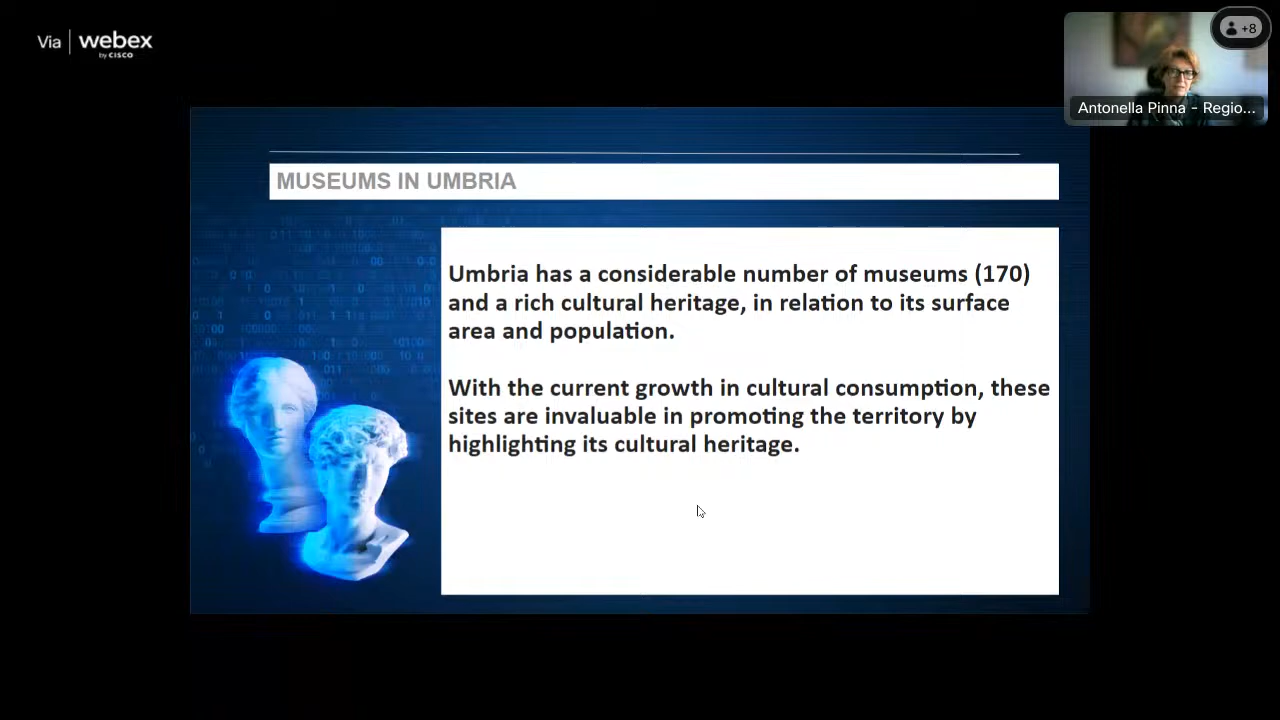 Via webex
by CISCO
+8
Antonella Pinna - Regio...
MUSEUMS IN UMBRIA
Umbria has a considerable number of museums (170)
and a rich cultural heritage, in relation to its surface
area and population.
With the current growth in cultural consumption, these
sites are invaluable in promoting the territory by
highlighting its cultural heritage.